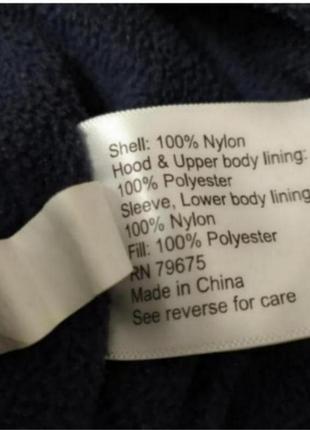 Shell: 100% Nylon
Hood & Upper body lining:
100% Polyester
Sleeve, Lower body lining
100% Nylon
Fill: 100% Polyester
RN 79675
Made in China
See reverse for care